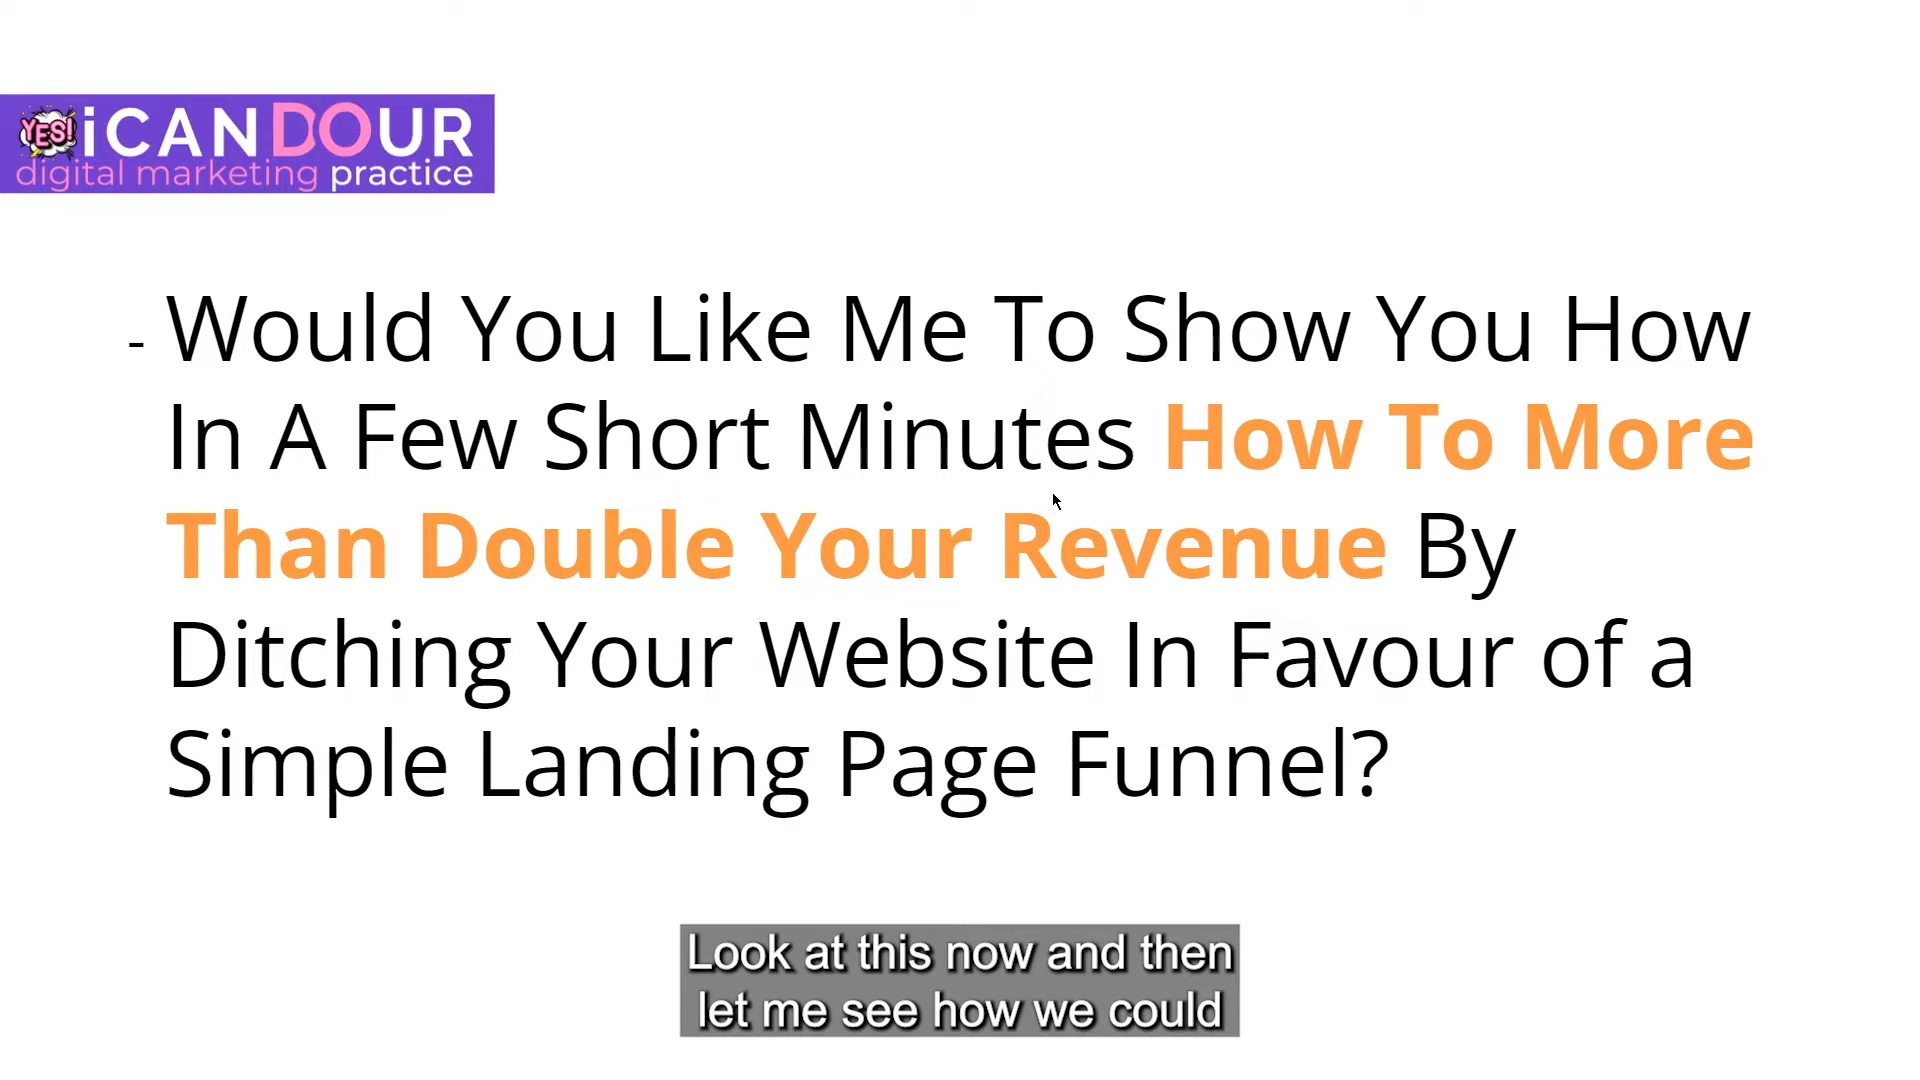 YES! iCANDOUR
digital marketing practice
- Would You Like Me To Show You How
In A Few Short Minutes How To More
Than Double Your Revenue By
Ditching Your Website In Favour of a
Simple Landing Page Funnel?
Look at this now and then
let me see how we could